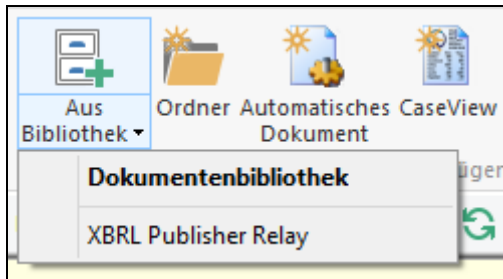 Aus
Bibliothek
Ordner
Automatisches
Dokument
CaseView
Dokumentenbibliothek
XBRL Publisher Relay